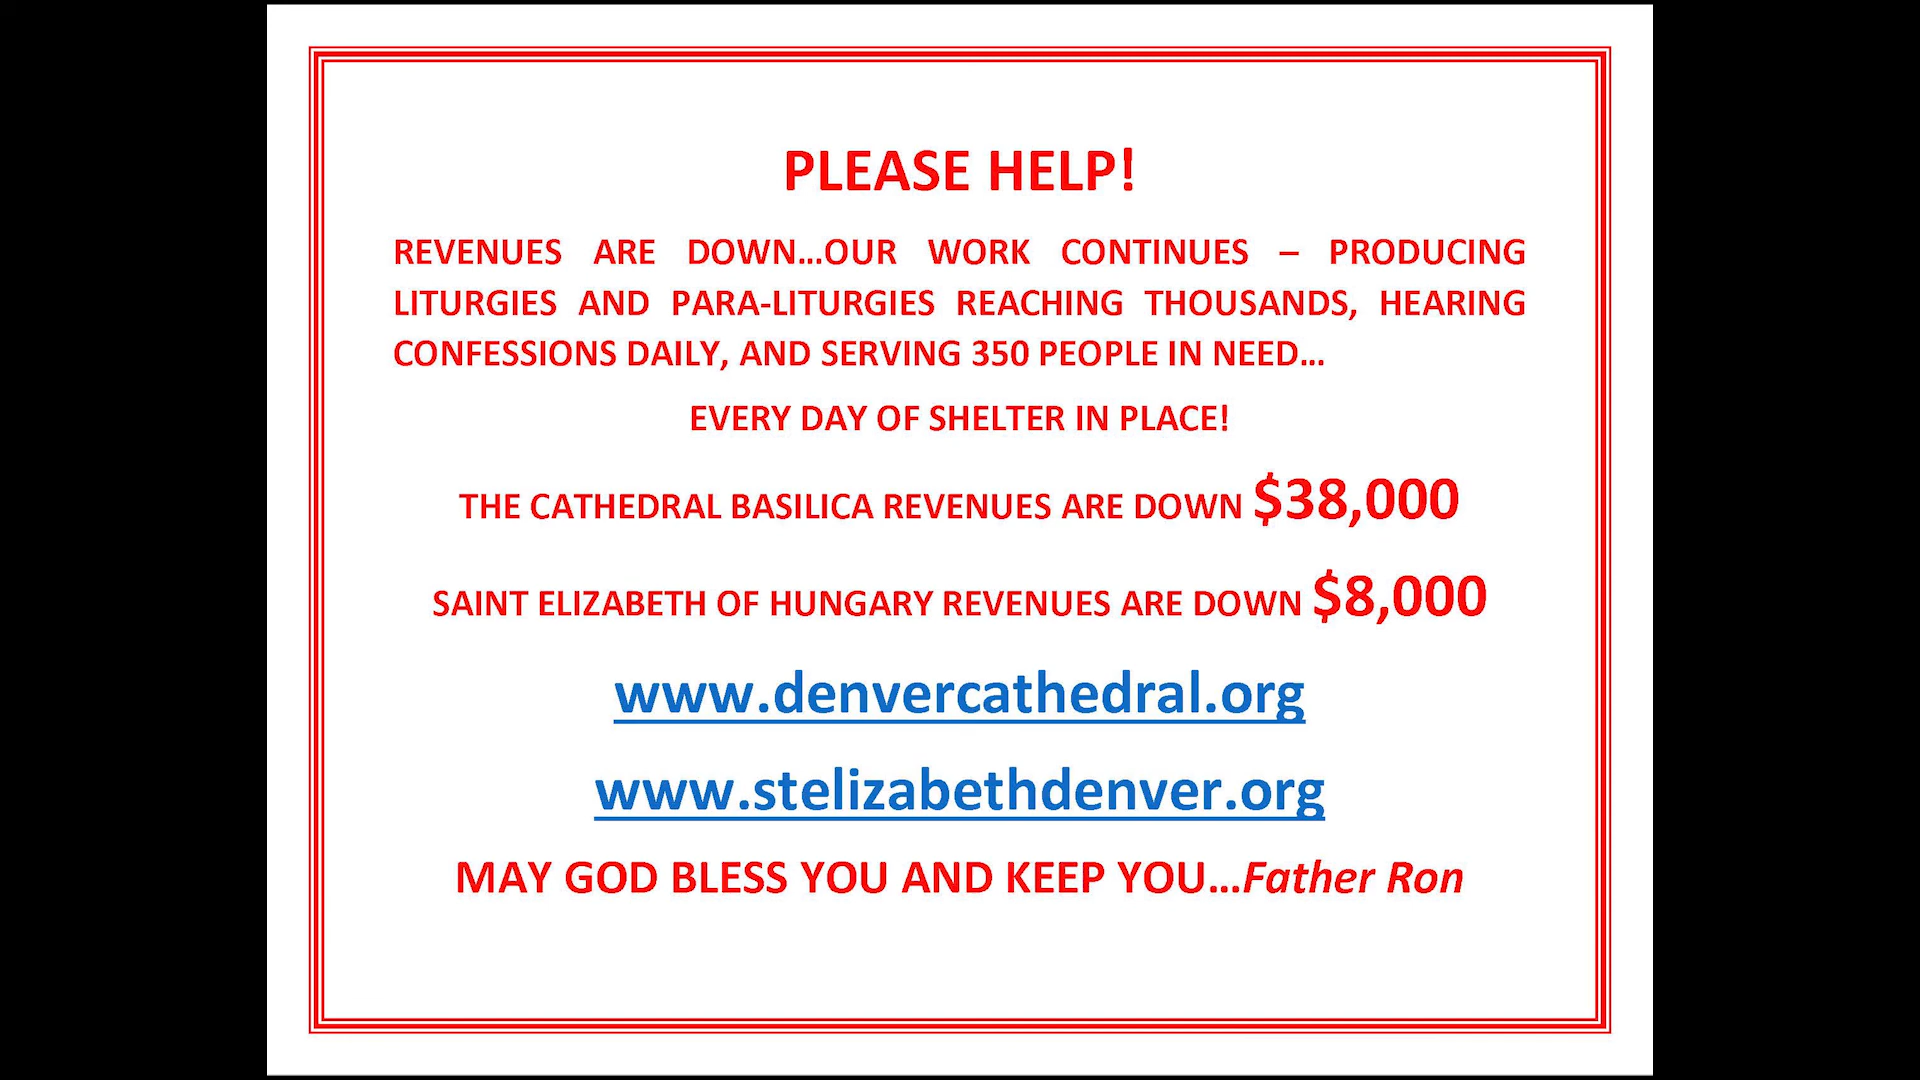 PLEASE HELP!
REVENUES ARE DOWN...OUR WORK CONTINUES – PRODUCING
LITURGIES AND PARA-LITURGIES REACHING THOUSANDS, HEARING
CONFESSIONS DAILY, AND SERVING 350 PEOPLE IN NEED...
EVERY DAY OF SHELTER IN PLACE!
THE CATHEDRAL BASILICA REVENUES ARE DOWN $38,000
SAINT ELIZABETH OF HUNGARY REVENUES ARE DOWN $8,000
www.denvercathedral.org
www.stelizabethdenver.org
MAY GOD BLESS YOU AND KEEP YOU...Father Ron